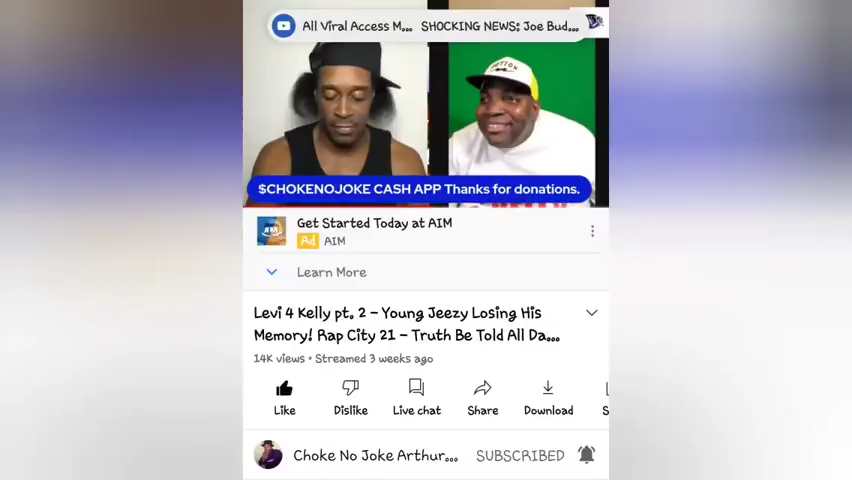 All Viral Access M... SHOCKING NEWS: Joe Bud...
$CHOKENOJOKE CASH APP Thanks for donations.
Get Started Today at AIM
Ad AIM
Learn More
Levi 4 Kelly pt. 2 – Young Jeezy Losing His
Memory! Rap City 21 – Truth Be Told All Da...
14K views • Streamed 3 weeks ago
Like Dislike Live chat Share Download S
Choke No Joke Arthur... SUBSCRIBED